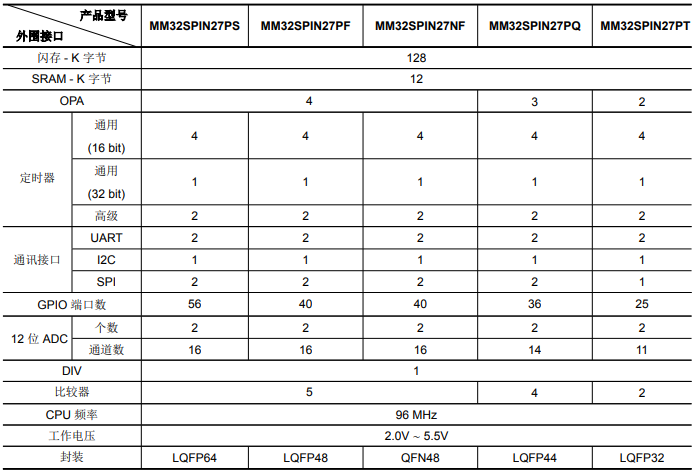 产品型号
外围接口
MM32SPIN27PS MM32SPIN27PF MM32SPIN27NF MM32SPIN27PQ MM32SPIN27PT
闪存 - K 字节 128
SRAM - K 字节 12
OPA 4 3 2
定时器 通用 (16 bit) 4 4 4 4 4
通用 (32 bit) 1 1 1 1 1
高级 2 2 2 2 2
通讯接口 UART 2 2 2 2 2
I2C 1 1 1 1 1
SPI 2 2 2 2 1
GPIO 端口数 56 40 40 36 25
12 位 ADC 个数 2 2 2 2 2
通道数 16 16 16 14 11
DIV 1
比较器 5 4 2
CPU 频率 96 MHz
工作电压 2.0V ~ 5.5V
封装 LQFP64 LQFP48 QFN48 LQFP44 LQFP32